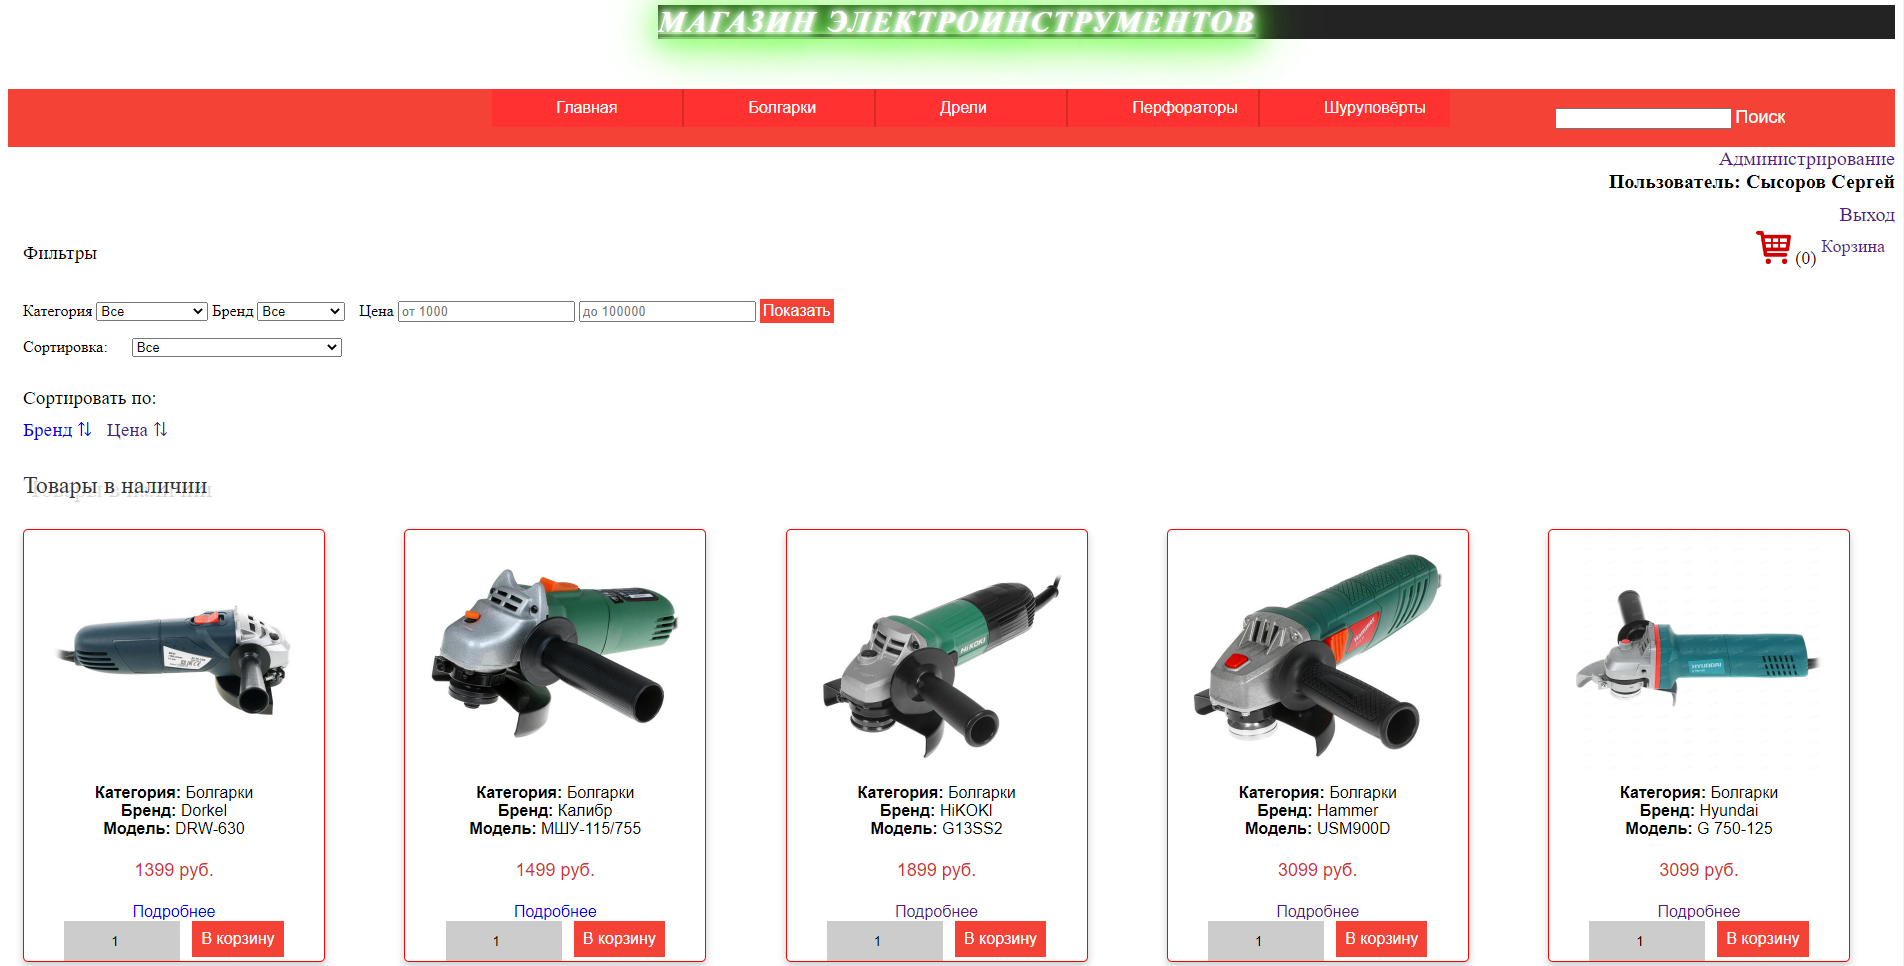 МАГАЗИН ЭЛЕКТРОИНСТРУМЕНТОВ
Главная Болгарки Дрели Перфораторы Шуруповёрты Поиск
Администрирование
Пользователь: Сысоров Сергей
Выход
(0) Корзина
Фильтры
Категория Все Бренд Все Цена от 1000 до 100000 Показать
Сортировка: Все
Сортировать по:
Бренд ⇅ Цена ⇅
Товары в наличии
HiKOKI
HYUNDAI
Категория: Болгарки
Бренд: Dorkel
Модель: DRW-630
1399 руб.
Подробнее
1 В корзину
Категория: Болгарки
Бренд: Калибр
Модель: МШУ-115/755
1499 руб.
Подробнее
1 В корзину
Категория: Болгарки
Бренд: HiKOKI
Модель: G13SS2
1899 руб.
Подробнее
1 В корзину
Категория: Болгарки
Бренд: Hammer
Модель: USM900D
3099 руб.
Подробнее
1 В корзину
Категория: Болгарки
Бренд: Hyundai
Модель: G 750-125
3099 руб.
Подробнее
1 В корзину